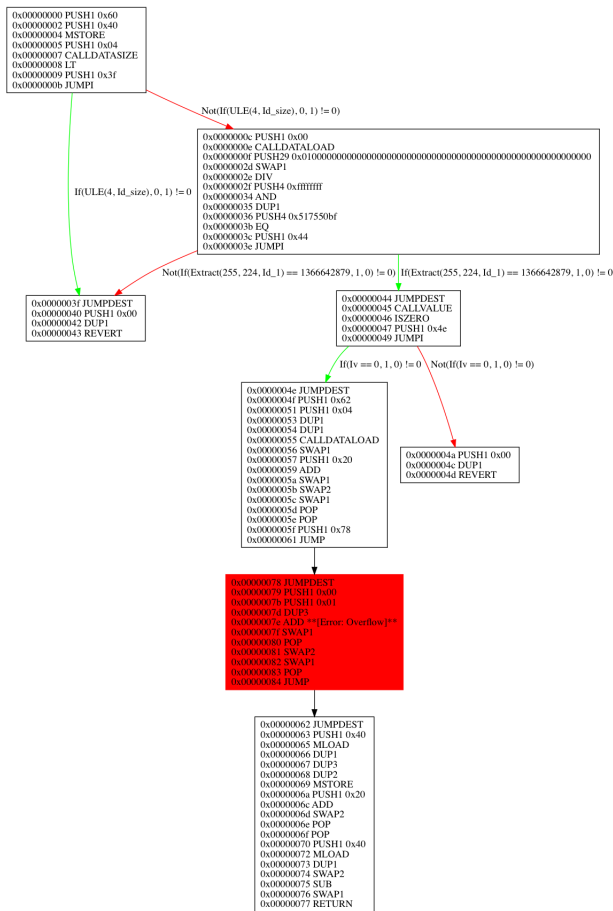 0x00000000 PUSH1 0x60
0x00000002 PUSH1 0x40
0x00000004 MSTORE
0x00000005 PUSH1 0x04
0x00000007 CALLDATASIZE
0x00000008 LT
0x00000009 PUSH1 0x3f
0x0000000b JUMPI
Not(If(ULE(4, Id_size), 0, 1) != 0)
If(ULE(4, Id_size), 0, 1) != 0
0x0000000c PUSH1 0x00
0x0000000e CALLDATALOAD
0x0000000f PUSH29 0x0100000000000000000000000000000000000000000000000000000000
0x0000002d SWAP1
0x0000002e DIV
0x0000002f PUSH4 0xffffffff
0x00000034 AND
0x00000035 DUP1
0x00000036 PUSH4 0x517550bf
0x0000003b EQ
0x0000003c PUSH1 0x44
0x0000003e JUMPI
Not(If(Extract(255, 224, Id_1) == 1366642879, 1, 0) != 0)
If(Extract(255, 224, Id_1) == 1366642879, 1, 0) != 0
0x0000003f JUMPDEST
0x00000040 PUSH1 0x00
0x00000042 DUP1
0x00000043 REVERT
0x00000044 JUMPDEST
0x00000045 CALLVALUE
0x00000046 ISZERO
0x00000047 PUSH1 0x4e
0x00000049 JUMPI
If(Iv == 0, 1, 0) != 0
Not(If(Iv == 0, 1, 0) != 0)
0x0000004e JUMPDEST
0x0000004f PUSH1 0x62
0x00000051 PUSH1 0x04
0x00000053 DUP1
0x00000054 DUP1
0x00000055 CALLDATALOAD
0x00000056 SWAP1
0x00000057 PUSH1 0x20
0x00000059 ADD
0x0000005a SWAP1
0x0000005b SWAP2
0x0000005c SWAP1
0x0000005d POP
0x0000005e POP
0x0000005f PUSH1 0x78
0x00000061 JUMP
0x0000004a PUSH1 0x00
0x0000004c DUP1
0x0000004d REVERT
0x00000078 JUMPDEST
0x00000079 PUSH1 0x00
0x0000007b PUSH1 0x01
0x0000007d DUP3
0x0000007e ADD **[Error: Overflow]**
0x0000007f SWAP1
0x00000080 POP
0x00000081 SWAP2
0x00000082 SWAP1
0x00000083 POP
0x00000084 JUMP
0x00000062 JUMPDEST
0x00000063 PUSH1 0x40
0x00000065 MLOAD
0x00000066 DUP1
0x00000067 DUP3
0x00000068 DUP2
0x00000069 MSTORE
0x0000006a PUSH1 0x20
0x0000006c ADD
0x0000006d SWAP2
0x0000006e POP
0x0000006f POP
0x00000070 PUSH1 0x40
0x00000072 MLOAD
0x00000073 DUP1
0x00000074 SWAP2
0x00000075 SUB
0x00000076 SWAP1
0x00000077 RETURN